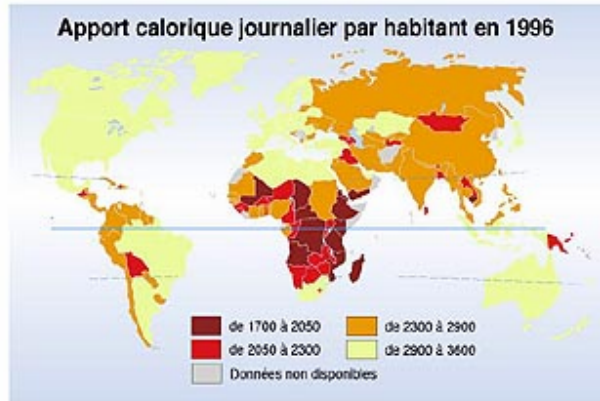 Apport calorique journalier par habitant en 1996
de 1700 à 2050
de 2300 à 2900
de 2050 à 2300
de 2900 à 3600
Données non disponibles